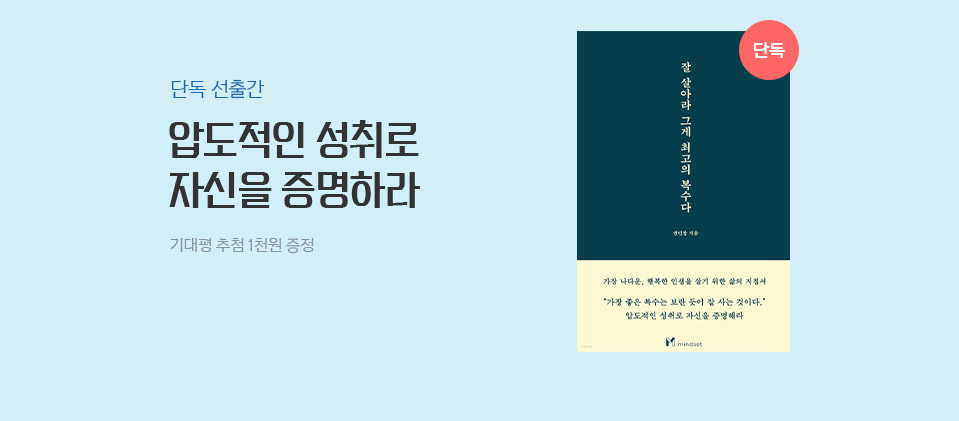 단독 선출간
압도적인 성취로
자신을 증명하라
기대평 추첨 1천원 증정
단독
잘 살아라 그게 최고의 복수다
권민창 지음
가장 나다운, 행복한 인생을 살기 위한 삶의 지침서
"가장 좋은 복수는 보란 듯이 잘 사는 것이다."
압도적인 성취로 자신을 증명해라
mindset